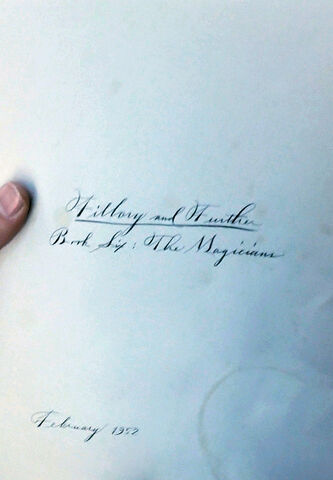 Fillory and Further
Book Six: The Magicians
February 1952